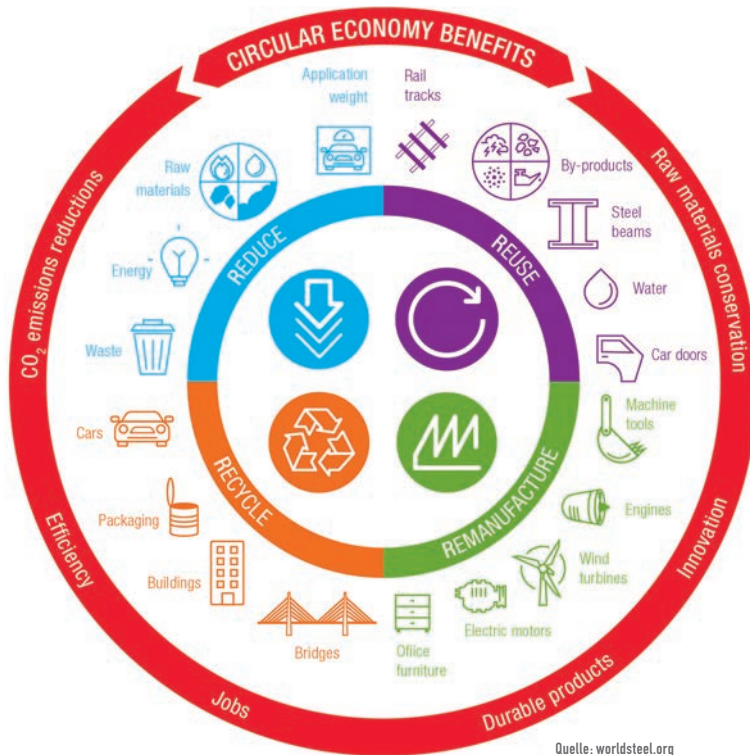 CIRCULAR ECONOMY BENEFITS
Application
weight
Rail
tracks
Raw
materials
By-products
Steel
beams
Energy
Water
Waste
Car doors
Cars
Machine
tools
Packaging
Engines
Buildings
Wind
turbines
Bridges
Office
furniture
Electric motors
REDUCE
REUSE
RECYCLE
REMANUFACTURE
CO₂ emissions reductions
Raw materials conservation
Efficiency
Innovation
Jobs
Durable products
Quelle: worldsteel.org